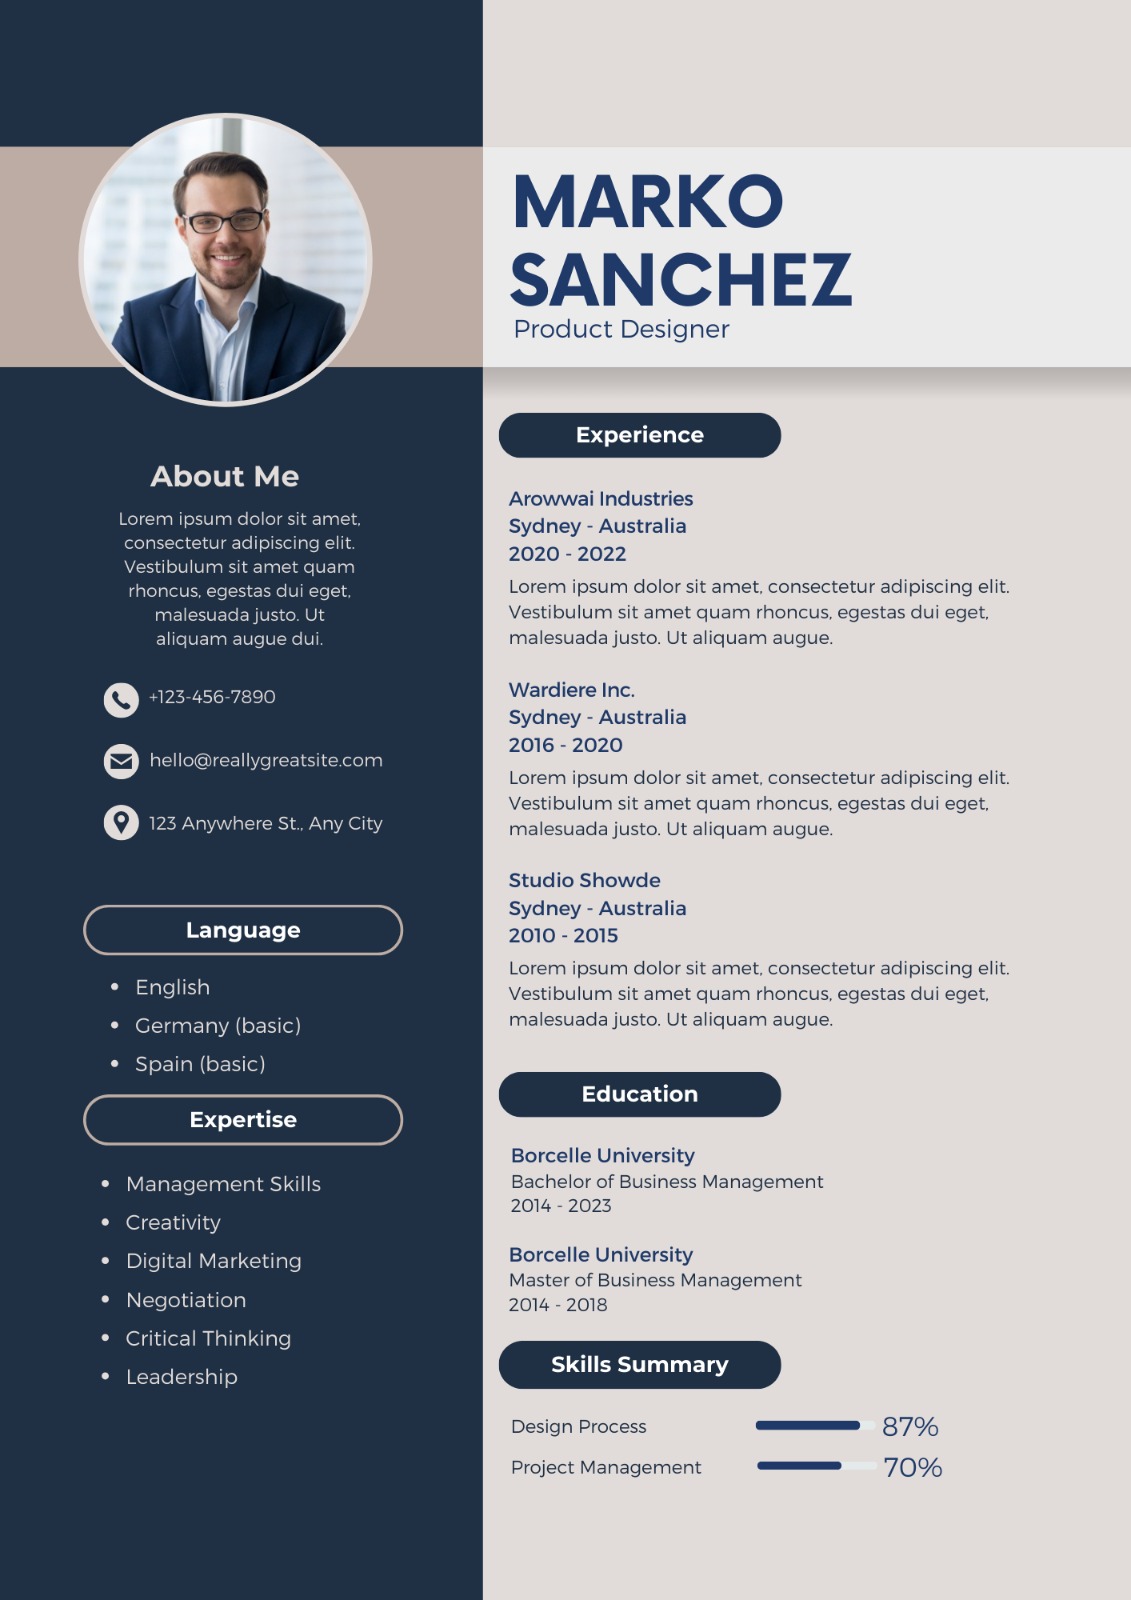 MARKO
SANCHEZ
Product Designer
About Me
Lorem ipsum dolor sit amet,
consectetur adipiscing elit.
Vestibulum sit amet quam
rhoncus, egestas dui eget,
malesuada justo. Ut
aliquam augue dui.
+123-456-7890
hello@reallygreatsite.com
123 Anywhere St., Any City
Language
English
Germany (basic)
Spain (basic)
Expertise
Management Skills
Creativity
Digital Marketing
Negotiation
Critical Thinking
Leadership
Experience
Arowwai Industries
Sydney - Australia
2020 - 2022
Lorem ipsum dolor sit amet, consectetur adipiscing elit.
Vestibulum sit amet quam rhoncus, egestas dui eget,
malesuada justo. Ut aliquam augue.
Wardiere Inc.
Sydney - Australia
2016 - 2020
Lorem ipsum dolor sit amet, consectetur adipiscing elit.
Vestibulum sit amet quam rhoncus, egestas dui eget,
malesuada justo. Ut aliquam augue.
Studio Showde
Sydney - Australia
2010 - 2015
Lorem ipsum dolor sit amet, consectetur adipiscing elit.
Vestibulum sit amet quam rhoncus, egestas dui eget,
malesuada justo. Ut aliquam augue.
Education
Borcelle University
Bachelor of Business Management
2014 - 2023
Borcelle University
Master of Business Management
2014 - 2018
Skills Summary
Design Process 87%
Project Management 70%